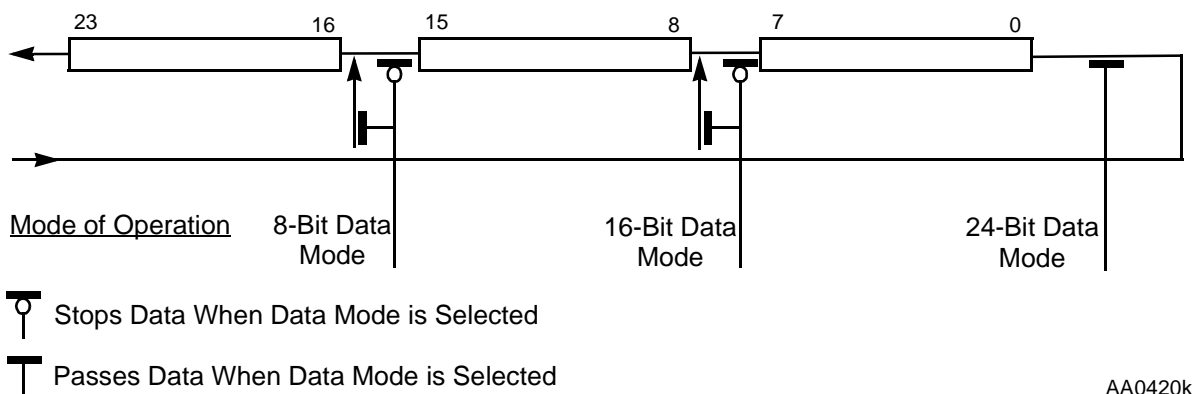 23 16 15 8 7 0
Mode of Operation
8-Bit Data
Mode
16-Bit Data
Mode
24-Bit Data
Mode
Stops Data When Data Mode is Selected
Passes Data When Data Mode is Selected
AA0420k